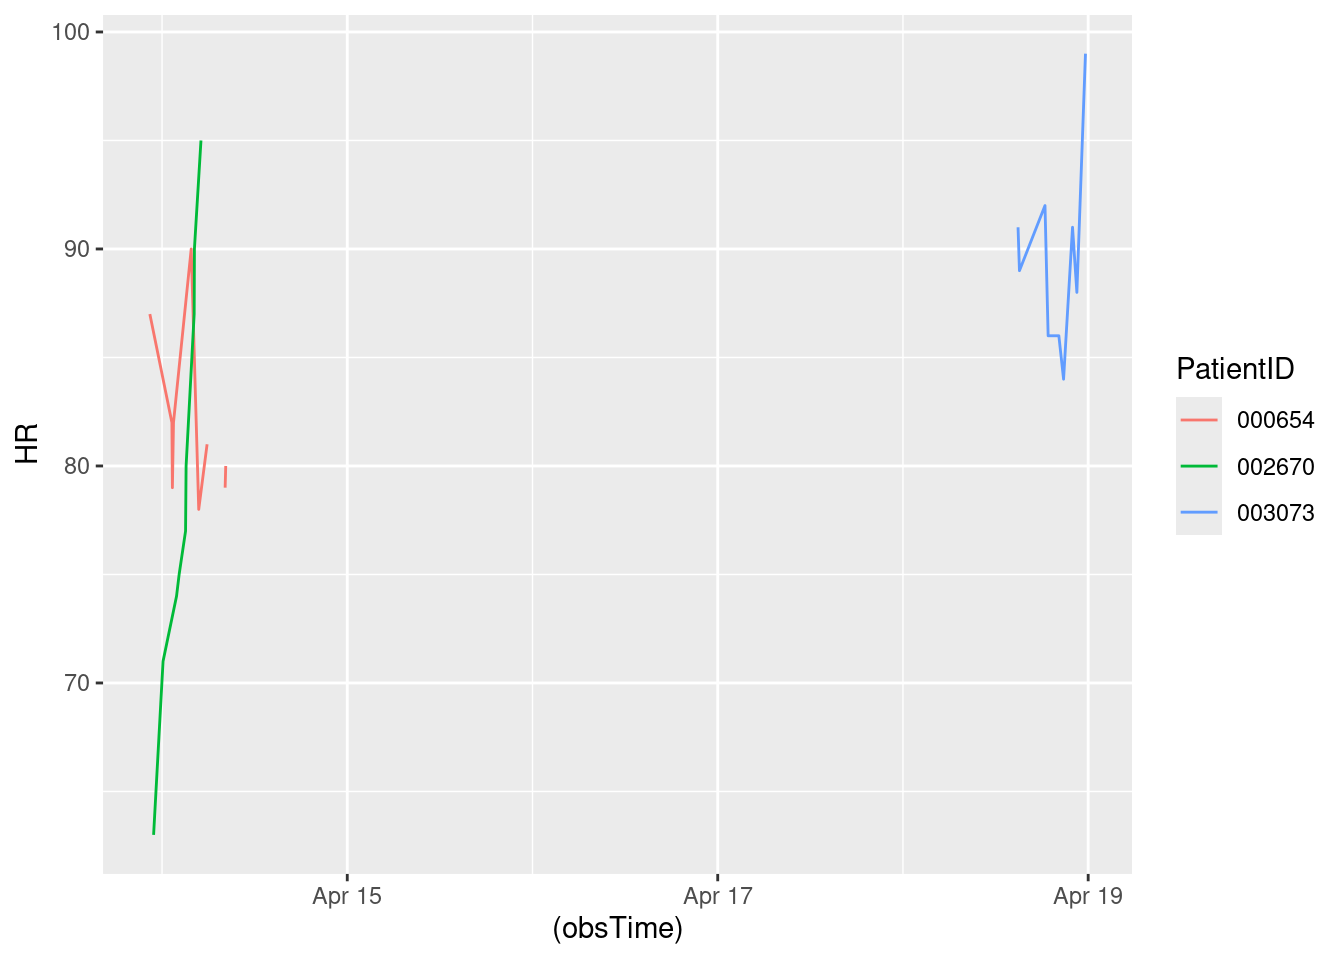 100
90
80
70
HR
Apr 15
Apr 17
Apr 19
(obsTime)
PatientID
000654
002670
003073